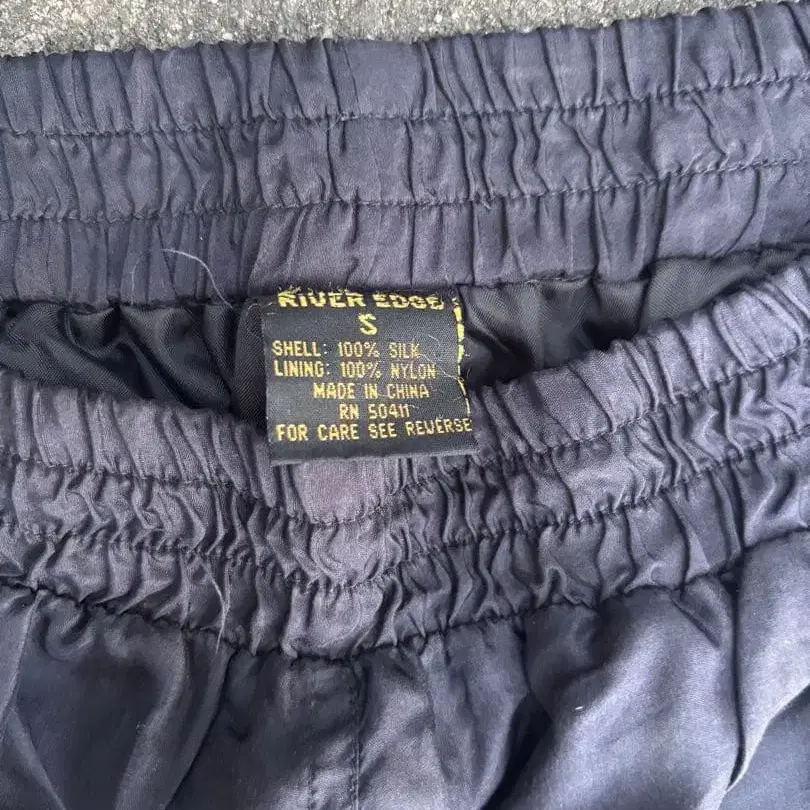 RIVER EDGE
S
SHELL: 100% SILK
LINING: 100% NYLON
MADE IN CHINA
RN 50411
FOR CARE SEE REVERSE